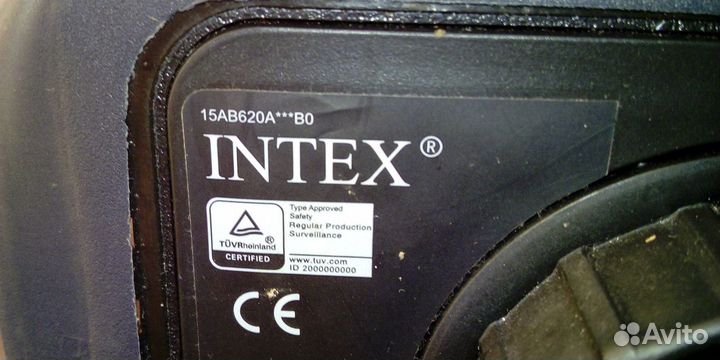 15AB620A***B0
INTEX®
TÜVRheinland
CERTIFIED
Type Approved
Safety
Regular Production
Surveillance
www.tuv.com
ID 2000000000
CE
Avito